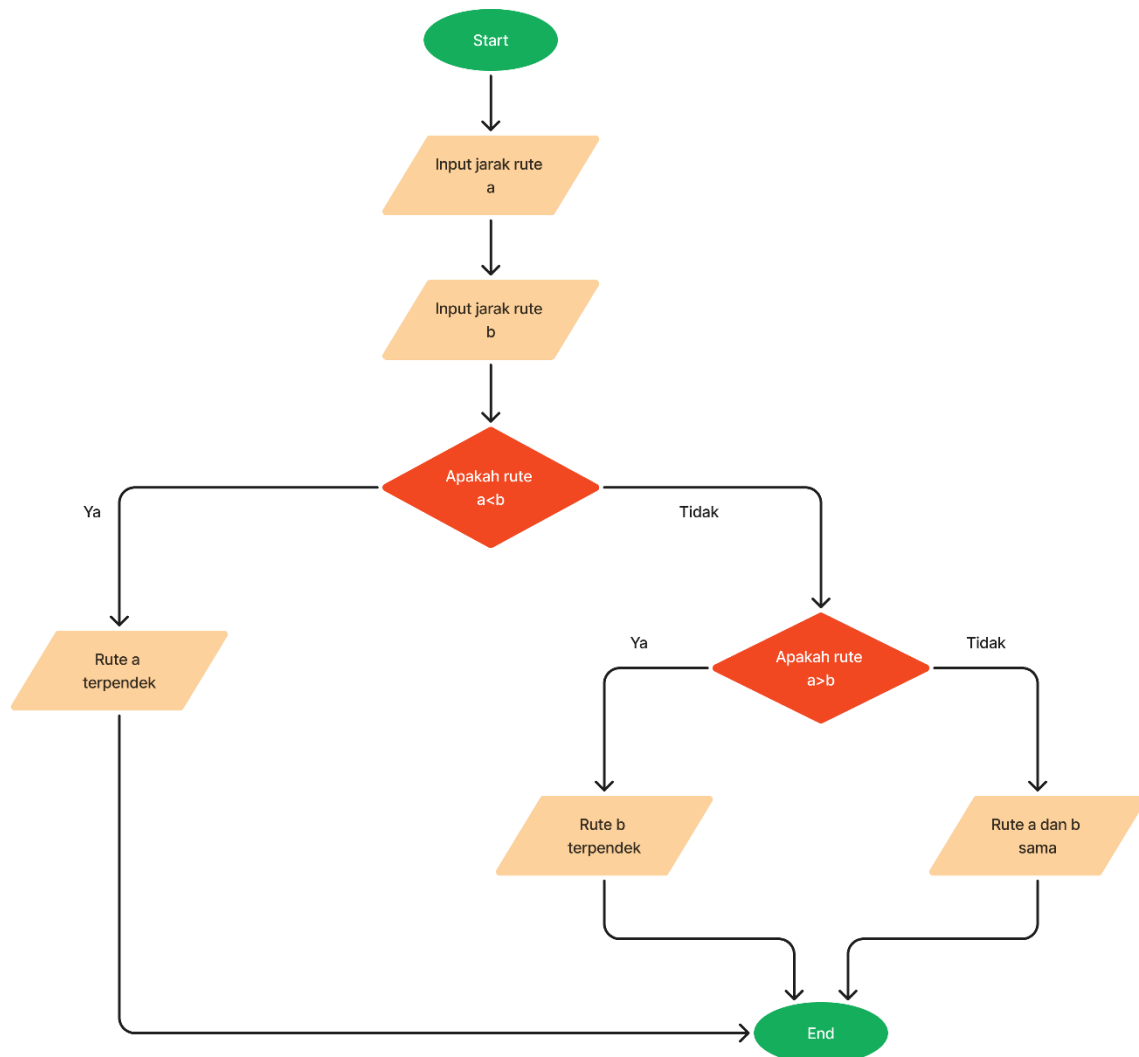 Start
Input jarak rute
a
Input jarak rute
b
Apakah rute
a<b
Ya
Tidak
Rute a
terpendek
Apakah rute
a>b
Ya
Tidak
Rute b
terpendek
Rute a dan b
sama
End